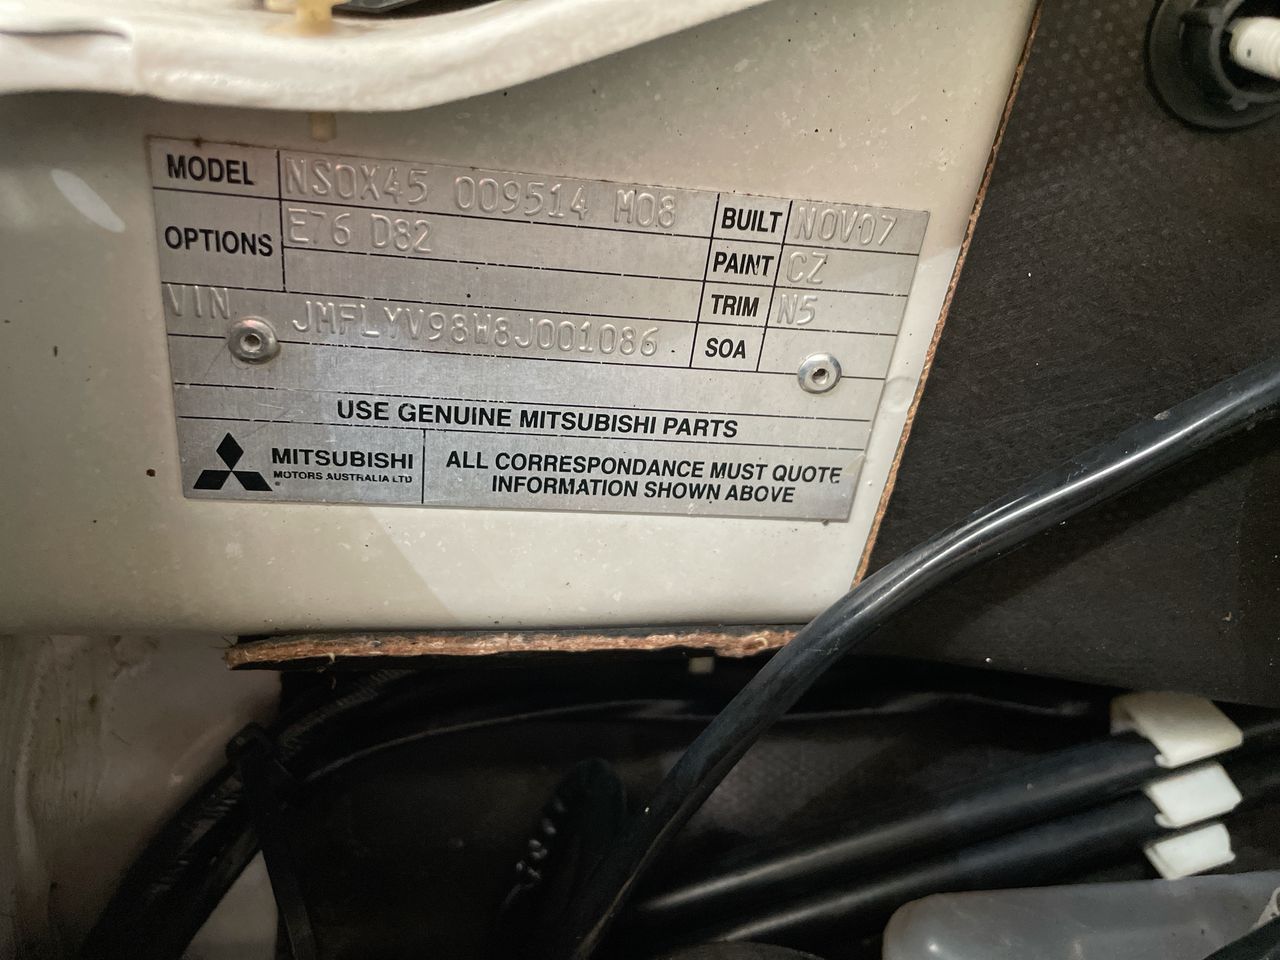 MODEL NS0X45 009514 M08 BUILT NOV07
OPTIONS E76 D82 PAINT CZ
TRIM N5
VIN JMFLYV98W8J001086 SOA
USE GENUINE MITSUBISHI PARTS
MITSUBISHI
MOTORS AUSTRALIA LTD
ALL CORRESPONDANCE MUST QUOTE
INFORMATION SHOWN ABOVE